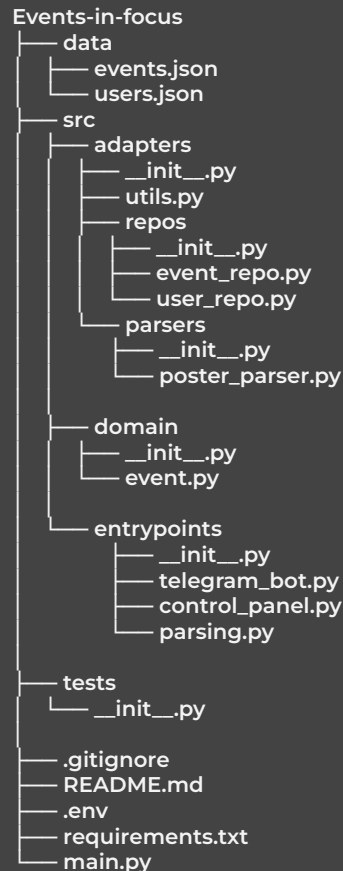 Events-in-focus
├── data
│   ├── events.json
│   └── users.json
├── src
│   ├── adapters
│   │   ├── __init__.py
│   │   ├── utils.py
│   │   ├── repos
│   │   │   ├── __init__.py
│   │   │   ├── event_repo.py
│   │   │   └── user_repo.py
│   │   └── parsers
│   │       ├── __init__.py
│   │       └── poster_parser.py
│   │
│   ├── domain
│   │   ├── __init__.py
│   │   └── event.py
│   │
│   └── entrypoints
│       ├── __init__.py
│       ├── telegram_bot.py
│       ├── control_panel.py
│       └── parsing.py
│
├── tests
│   └── __init__.py
│
├── .gitignore
├── README.md
├── .env
├── requirements.txt
└── main.py